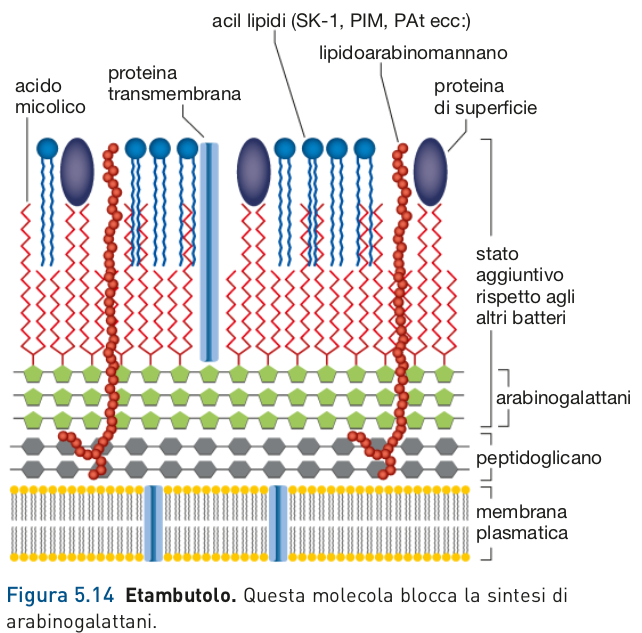 acil lipidi (SK-1, PIM, PAt ecc:)
lipidoarabinomannano
proteina
transmembrana
acido
micolico
proteina
di superficie
stato
aggiuntivo
rispetto agli
altri batteri
arabinogalattani
peptidoglicano
membrana
plasmatica
Figura 5.14 Etambutolo. Questa molecola blocca la sintesi di
arabinogalattani.